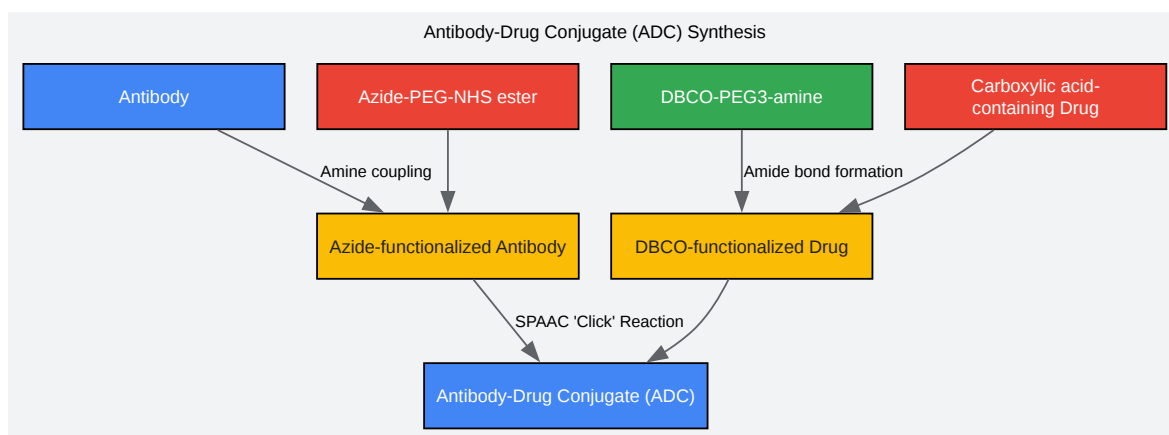 Antibody-Drug Conjugate (ADC) Synthesis
Antibody
Azide-PEG-NHS ester
DBCO-PEG3-amine
Carboxylic acid-
containing Drug
Amine coupling
Amide bond formation
Azide-functionalized Antibody
DBCO-functionalized Drug
SPAAC 'Click' Reaction
Antibody-Drug Conjugate (ADC)